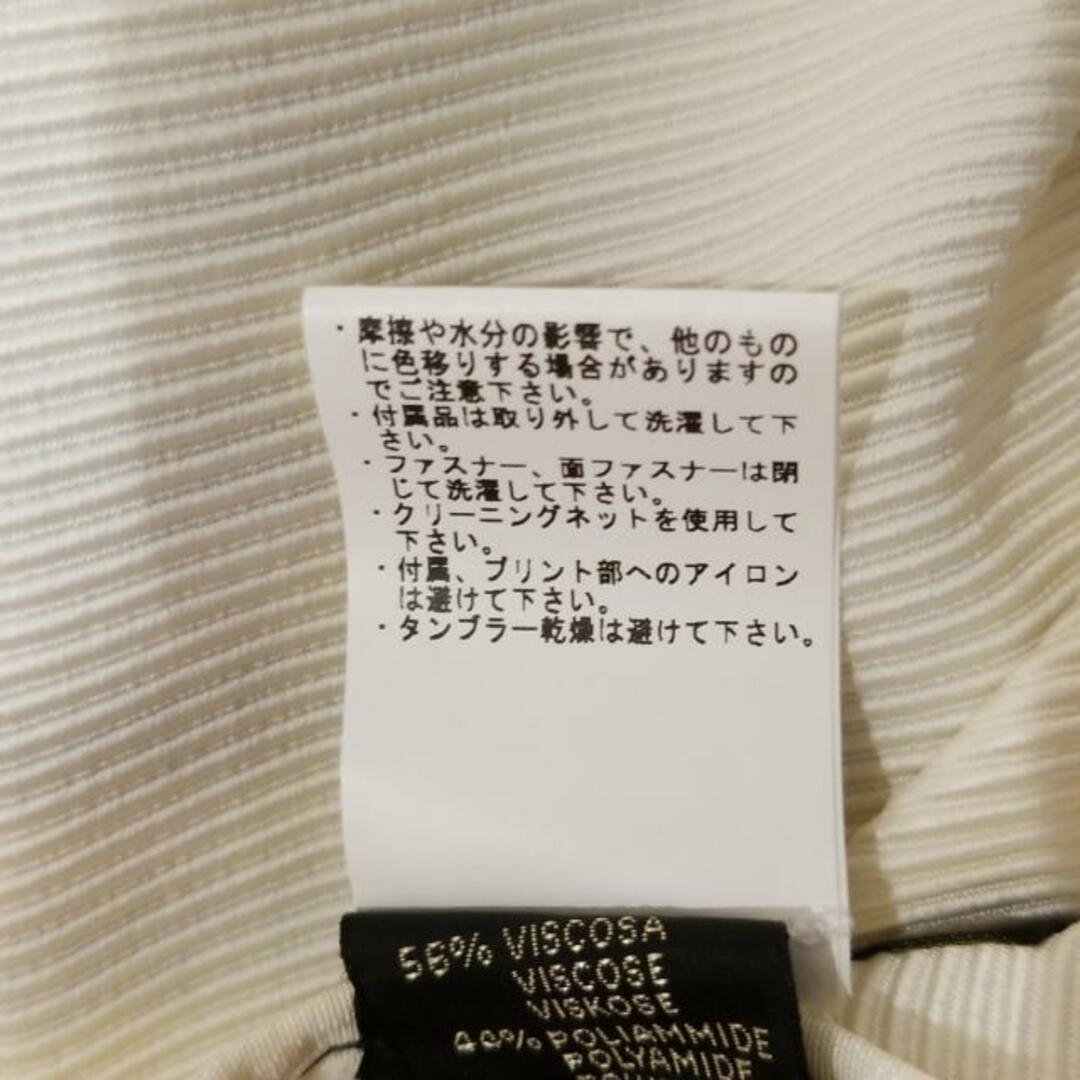 ・摩擦や水分の影響で、他のもの
に色移りする場合がありますの
でご注意下さい。
・付属品は取り外して洗濯して下
さい。
・ファスナー、面ファスナーは閉
じて洗濯して下さい。
・クリーニングネットを使用して
下さい。
・付属、プリント部へのアイロン
は避けて下さい。
・タンブラー乾燥は避けて下さい。
56% VISCOSA
VISCOSE
VISKOSE
44% POLIAMMIDE
POLYAMIDE